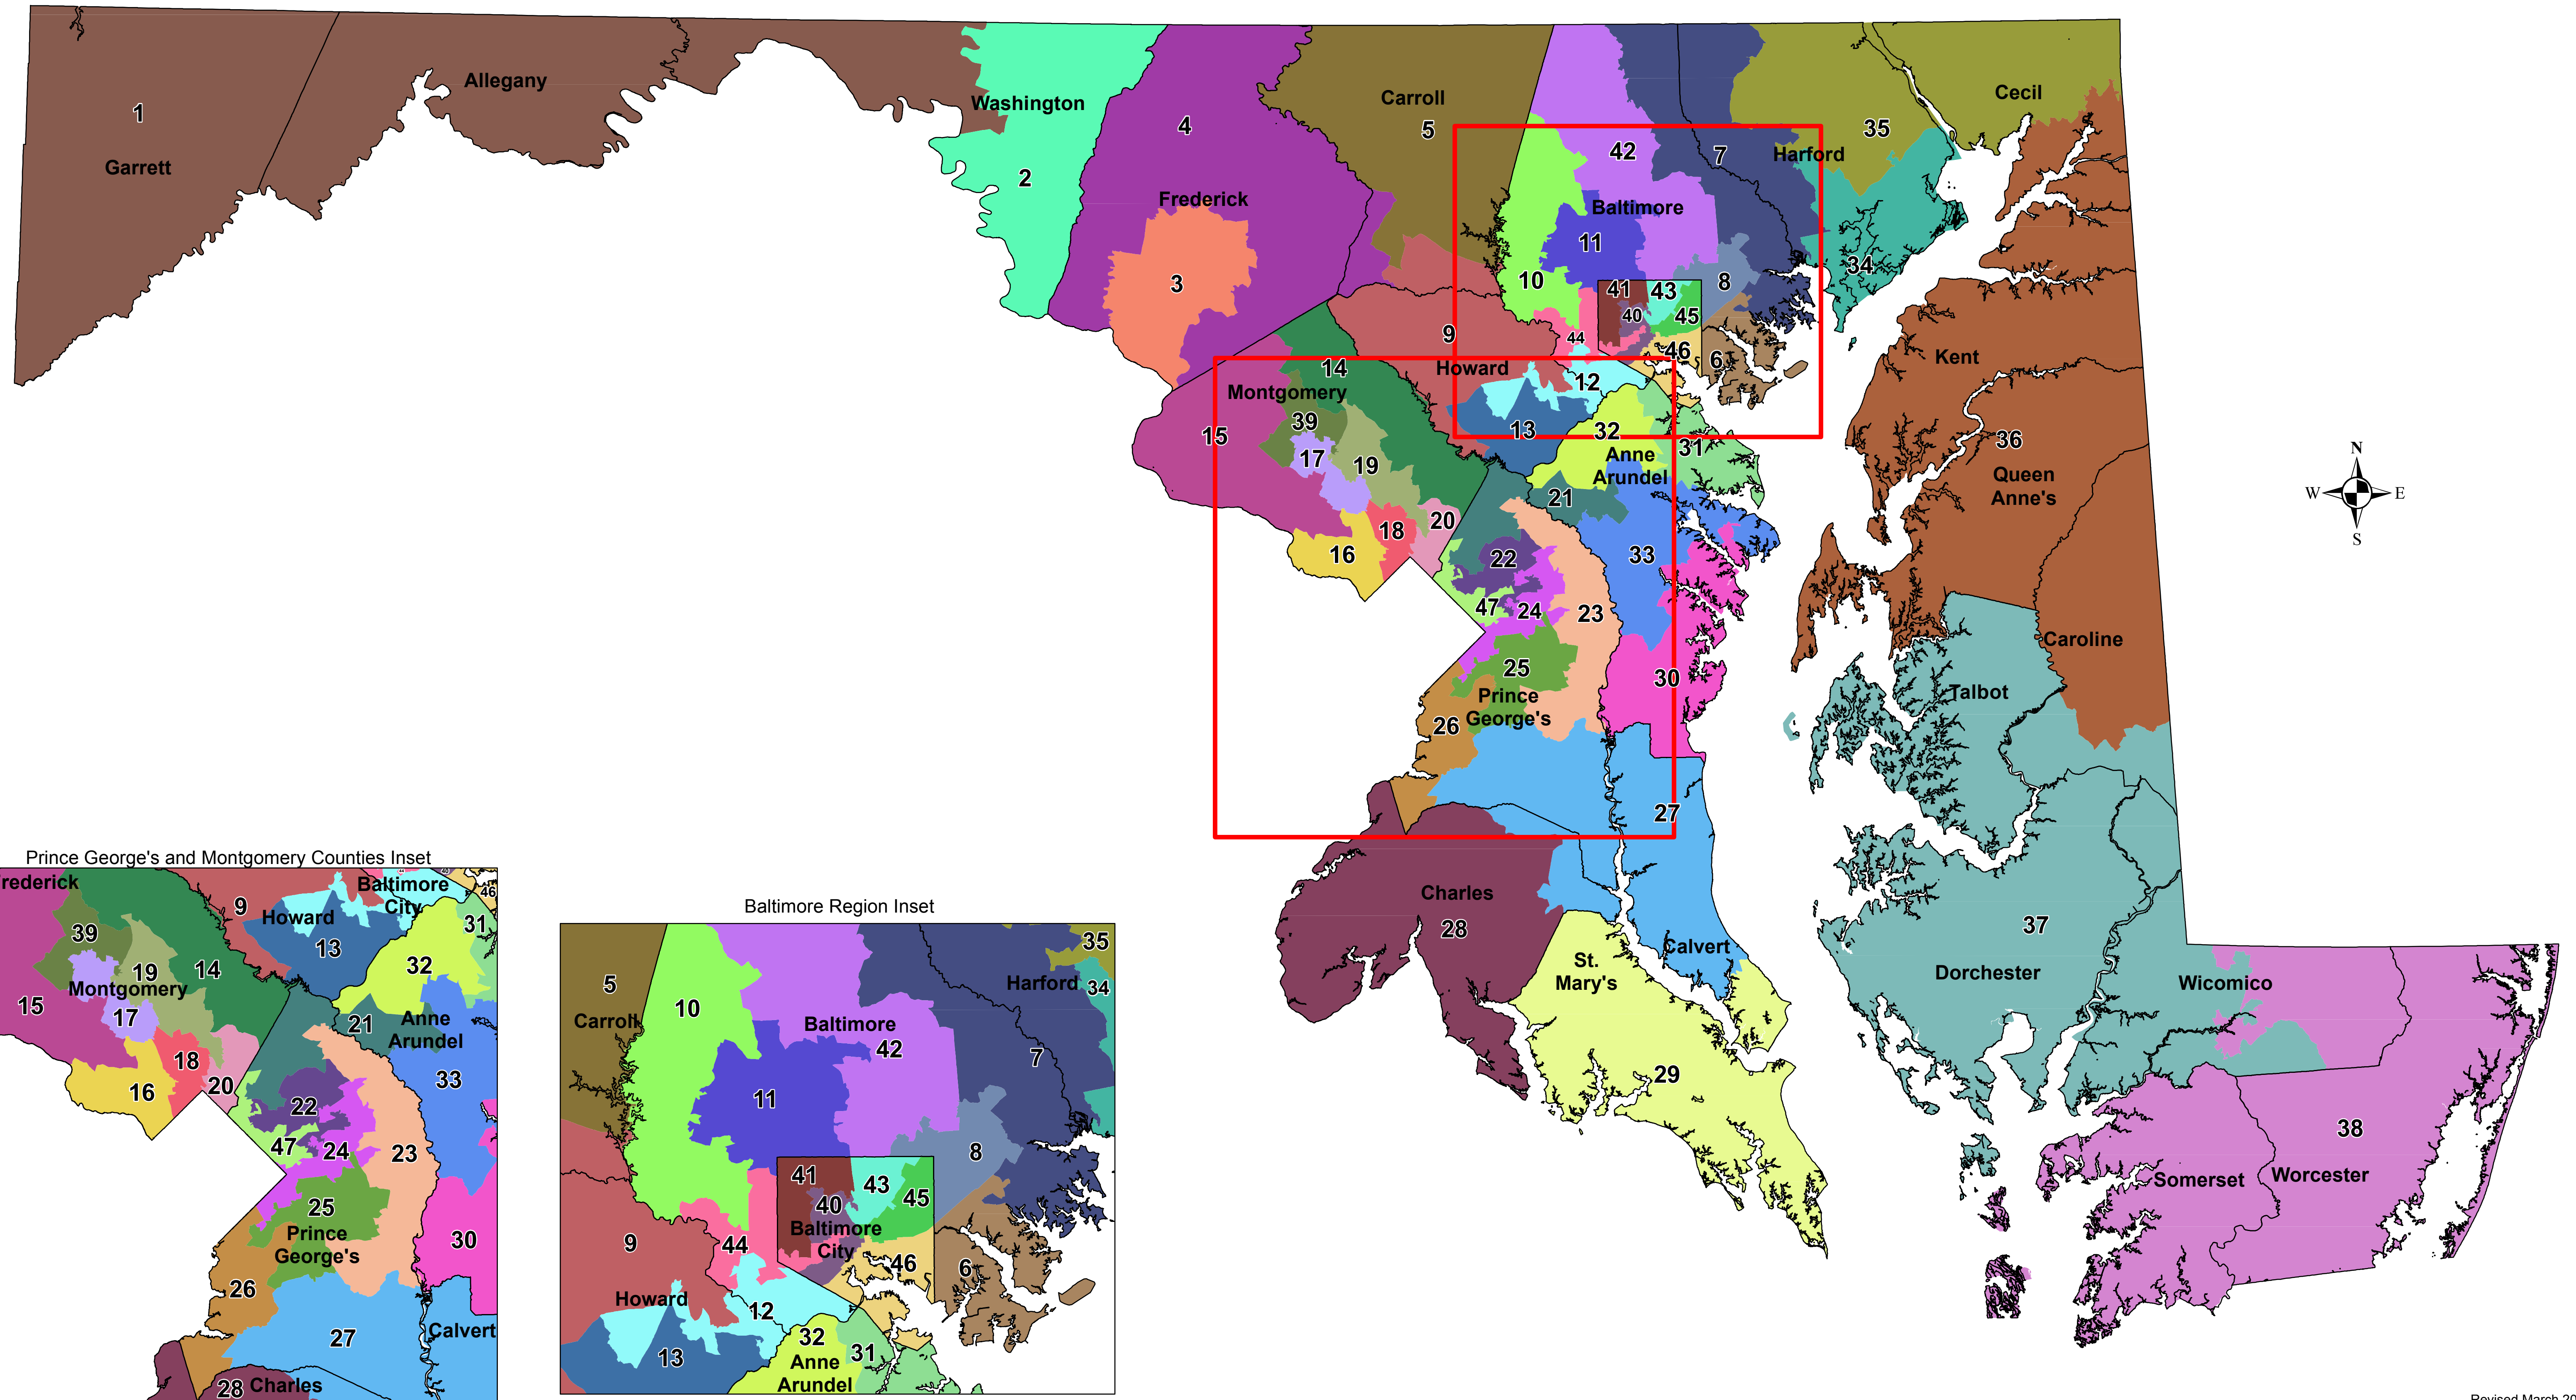 Allegany
1
Garrett
Washington
2
4
Frederick
3
Carroll
5
42
7
Harford
35
Cecil
Baltimore
11
10
8
34
41
43
40
45
44
46
6
9
Howard
12
14
Montgomery
39
15
17
19
13
32
Anne
Arundel
31
21
20
18
16
22
33
47
24
23
25
Prince
George's
26
30
27
Kent
36
Queen
Anne's
Caroline
Talbot
N
W
E
S
Charles
28
St.
Mary's
Calvert
29
37
Dorchester
Wicomico
38
Somerset
Worcester
Prince George's and Montgomery Counties Inset
rederick
9
Howard
Baltimore
City
40
46
31
39
13
32
19
14
Montgomery
15
17
21
Anne
Arundel
18
20
33
16
22
47
24
23
25
Prince
George's
30
26
27
Calvert
28
Charles
Baltimore Region Inset
5
Carroll
10
35
Harford
34
Baltimore
42
7
11
8
41
43
40
45
Baltimore
City
9
44
46
6
Howard
12
13
32
31
Anne
Arundel